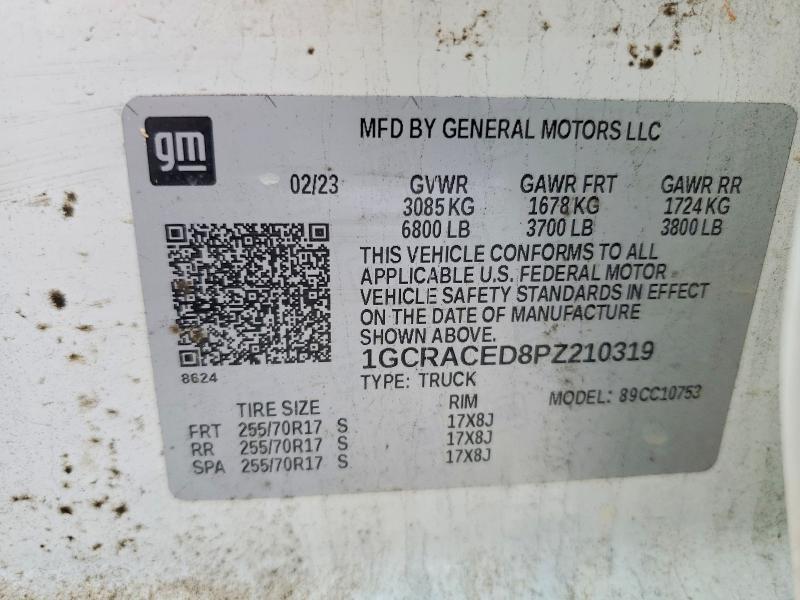 gm
MFD BY GENERAL MOTORS LLC
02/23 GVWR GAWR FRT GAWR RR
3085 KG 1678 KG 1724 KG
6800 LB 3700 LB 3800 LB
THIS VEHICLE CONFORMS TO ALL
APPLICABLE U.S. FEDERAL MOTOR
VEHICLE SAFETY STANDARDS IN EFFECT
ON THE DATE OF MANUFACTURE
SHOWN ABOVE.
1GCRACED8PZ210319
8624
TYPE: TRUCK
MODEL: 89CC10753
TIRE SIZE RIM
FRT 255/70R17 S 17X8J
RR 255/70R17 S 17X8J
SPA 255/70R17 S 17X8J